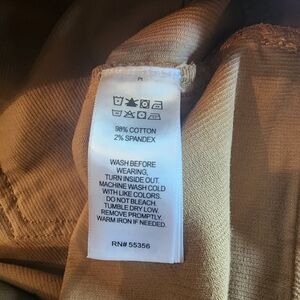 98% COTTON
2% SPANDEX
WASH BEFORE
WEARING,
TURN INSIDE OUT.
MACHINE WASH COLD
WITH LIKE COLORS.
DO NOT BLEACH.
TUMBLE DRY LOW,
REMOVE PROMPTLY.
WARM IRON IF NEEDED.
RN# 55356